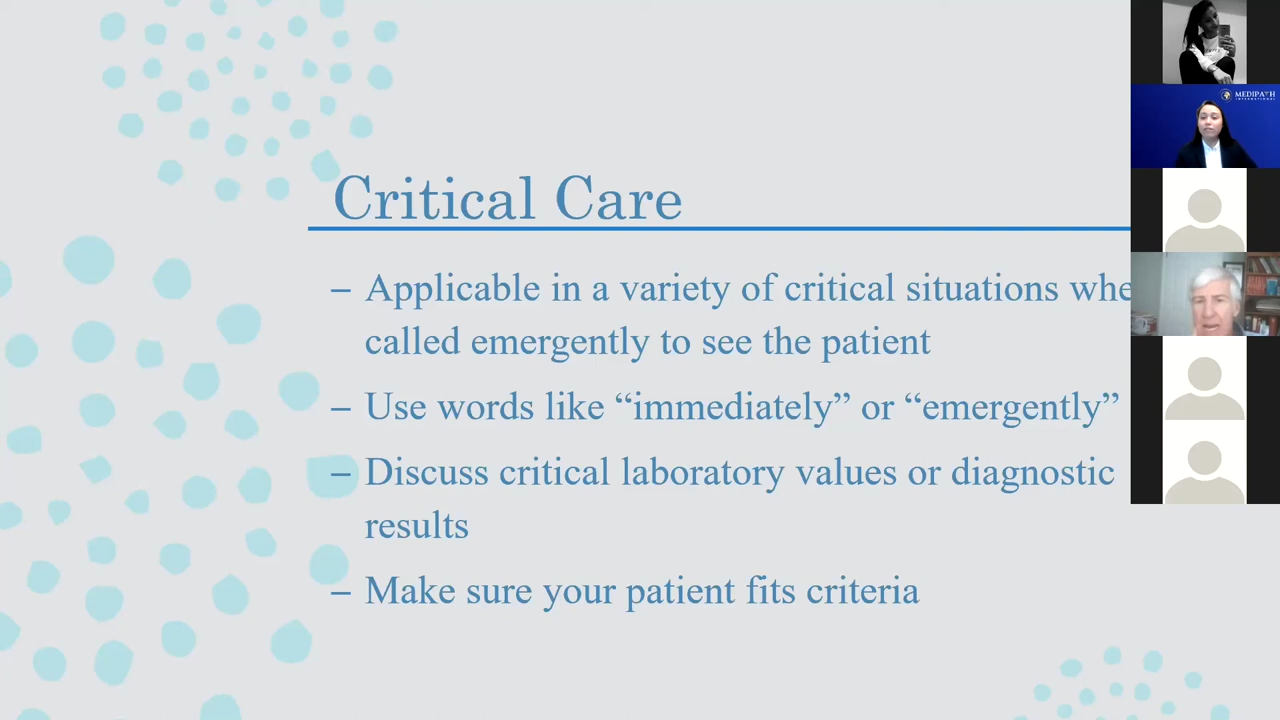 MEDIPATH
INTERNATIONAL
Critical Care
– Applicable in a variety of critical situations whe
called emergently to see the patient
– Use words like “immediately” or “emergently”
– Discuss critical laboratory values or diagnostic
results
– Make sure your patient fits criteria